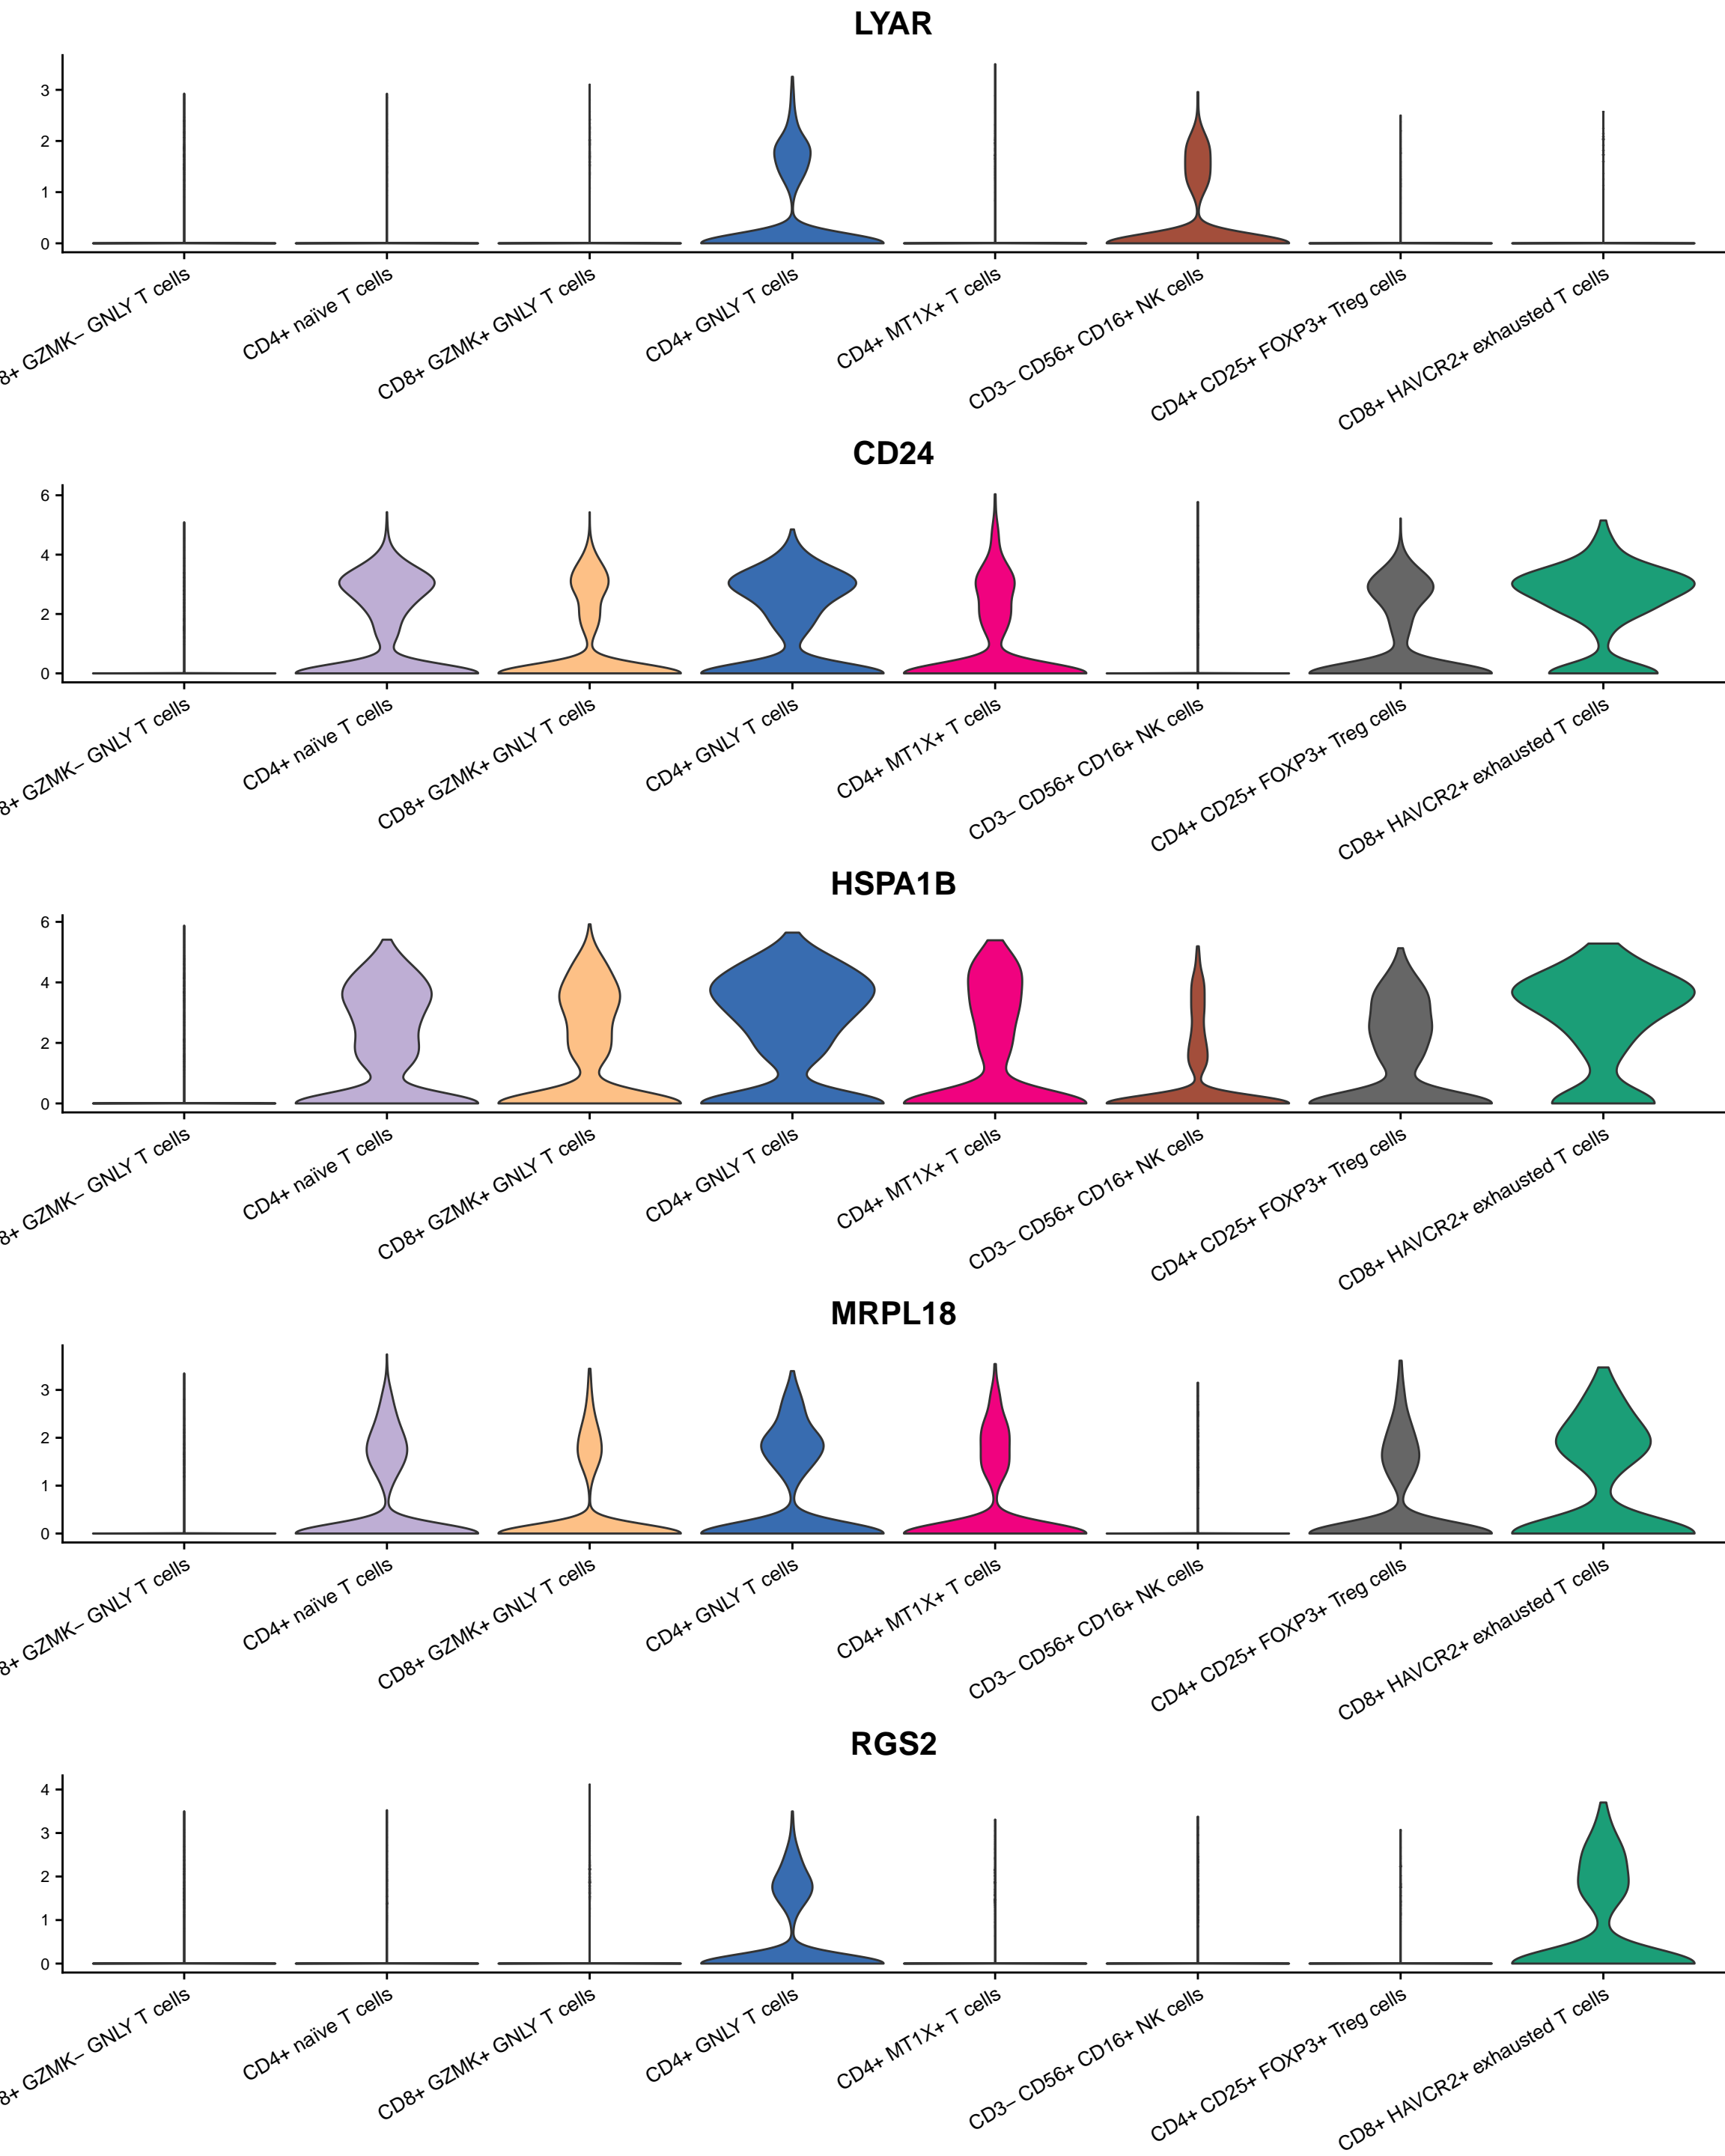 LYAR
3
2
1
0
8+ GZMK− GNLY T cells
CD4+ naïve T cells
CD8+ GZMK+ GNLY T cells
CD4+ GNLY T cells
CD4+ MT1X+ T cells
CD3− CD56+ CD16+ NK cells
CD4+ CD25+ FOXP3+ Treg cells
CD8+ HAVCR2+ exhausted T cells
CD24
6
4
2
0
8+ GZMK− GNLY T cells
CD4+ naïve T cells
CD8+ GZMK+ GNLY T cells
CD4+ GNLY T cells
CD4+ MT1X+ T cells
CD3− CD56+ CD16+ NK cells
CD4+ CD25+ FOXP3+ Treg cells
CD8+ HAVCR2+ exhausted T cells
HSPA1B
6
4
2
0
8+ GZMK− GNLY T cells
CD4+ naïve T cells
CD8+ GZMK+ GNLY T cells
CD4+ GNLY T cells
CD4+ MT1X+ T cells
CD3− CD56+ CD16+ NK cells
CD4+ CD25+ FOXP3+ Treg cells
CD8+ HAVCR2+ exhausted T cells
MRPL18
3
2
1
0
8+ GZMK− GNLY T cells
CD4+ naïve T cells
CD8+ GZMK+ GNLY T cells
CD4+ GNLY T cells
CD4+ MT1X+ T cells
CD3− CD56+ CD16+ NK cells
CD4+ CD25+ FOXP3+ Treg cells
CD8+ HAVCR2+ exhausted T cells
RGS2
4
3
2
1
0
8+ GZMK− GNLY T cells
CD4+ naïve T cells
CD8+ GZMK+ GNLY T cells
CD4+ GNLY T cells
CD4+ MT1X+ T cells
CD3− CD56+ CD16+ NK cells
CD4+ CD25+ FOXP3+ Treg cells
CD8+ HAVCR2+ exhausted T cells